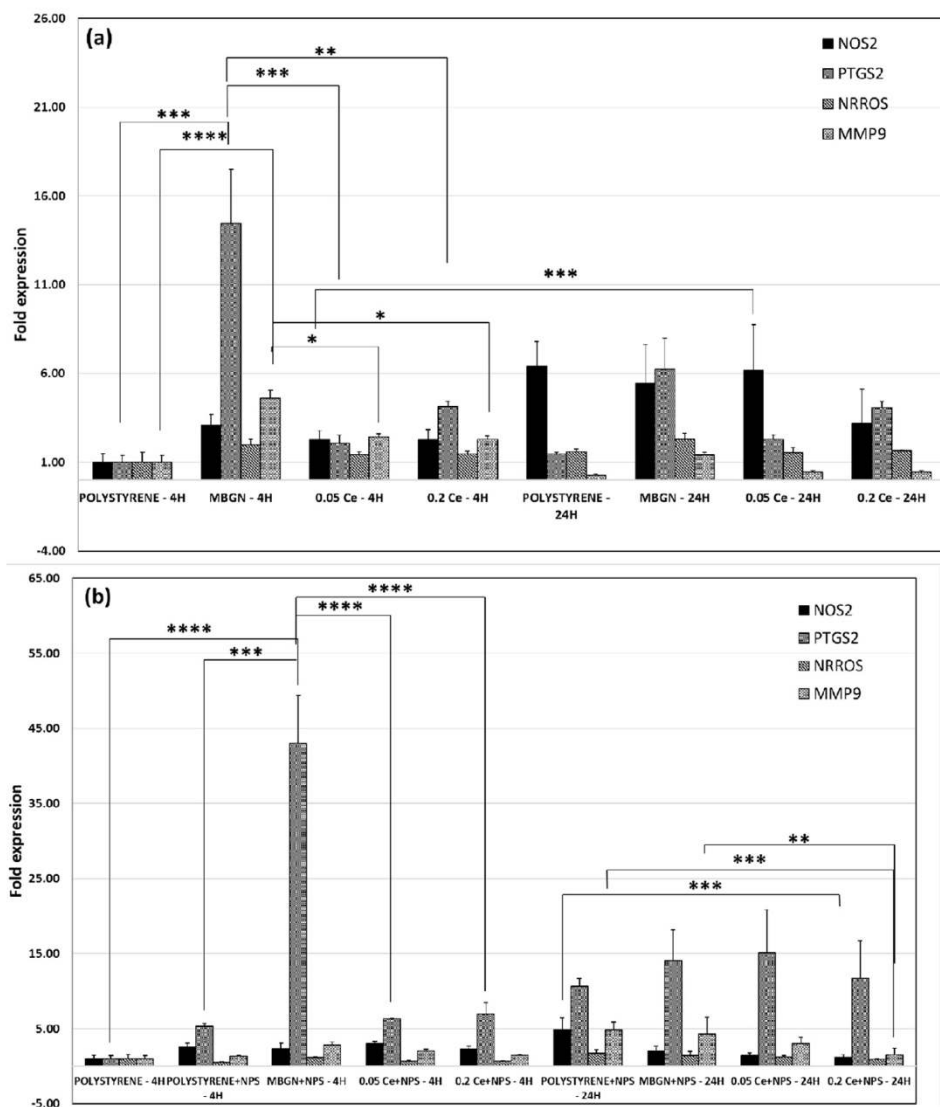 (a)
26.00
21.00
16.00
11.00
6.00
1.00
-4.00
Fold expression
NOS2
PTGS2
NRROS
MMP9
**
***
***
****
***
*
*
POLYSTYRENE - 4H
MBGN - 4H
0.05 Ce - 4H
0.2 Ce - 4H
POLYSTYRENE -
24H
MBGN - 24H
0.05 Ce - 24H
0.2 Ce - 24H
(b)
65.00
55.00
45.00
35.00
25.00
15.00
5.00
-5.00
Fold expression
NOS2
PTGS2
NRROS
MMP9
****
****
****
***
**
***
***
POLYSTYRENE - 4H
POLYSTYRENE+NPS
- 4H
MBGN+NPS - 4H
0.05 Ce+NPS - 4H
0.2 Ce+NPS - 4H
POLYSTYRENE+NPS
- 24H
MBGN+NPS - 24H
0.05 Ce+NPS - 24H
0.2 Ce+NPS - 24H